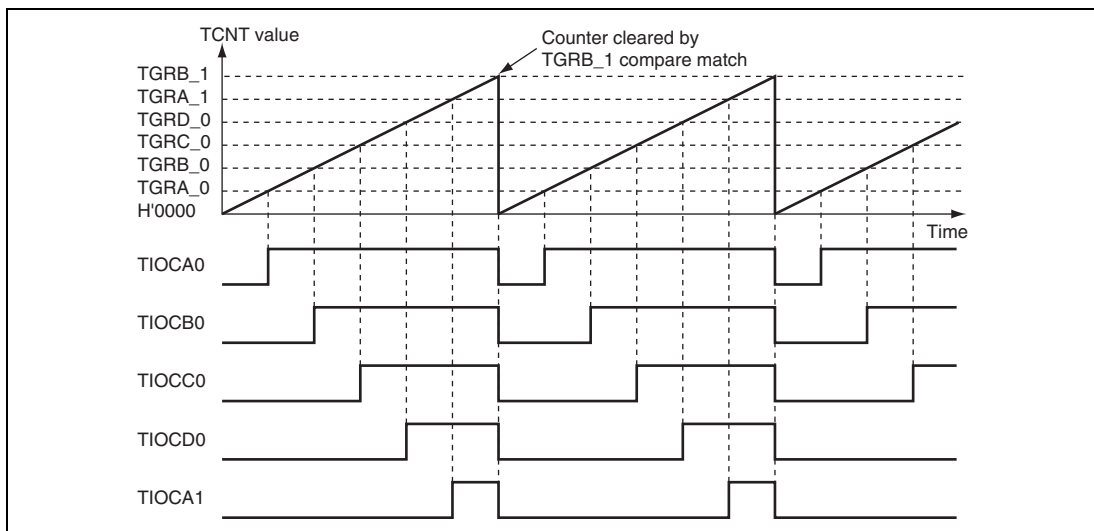 TCNT value
Counter cleared by
TGRB_1 compare match
TGRB_1
TGRA_1
TGRD_0
TGRC_0
TGRB_0
TGRA_0
H'0000
Time
TIOCA0
TIOCB0
TIOCC0
TIOCD0
TIOCA1